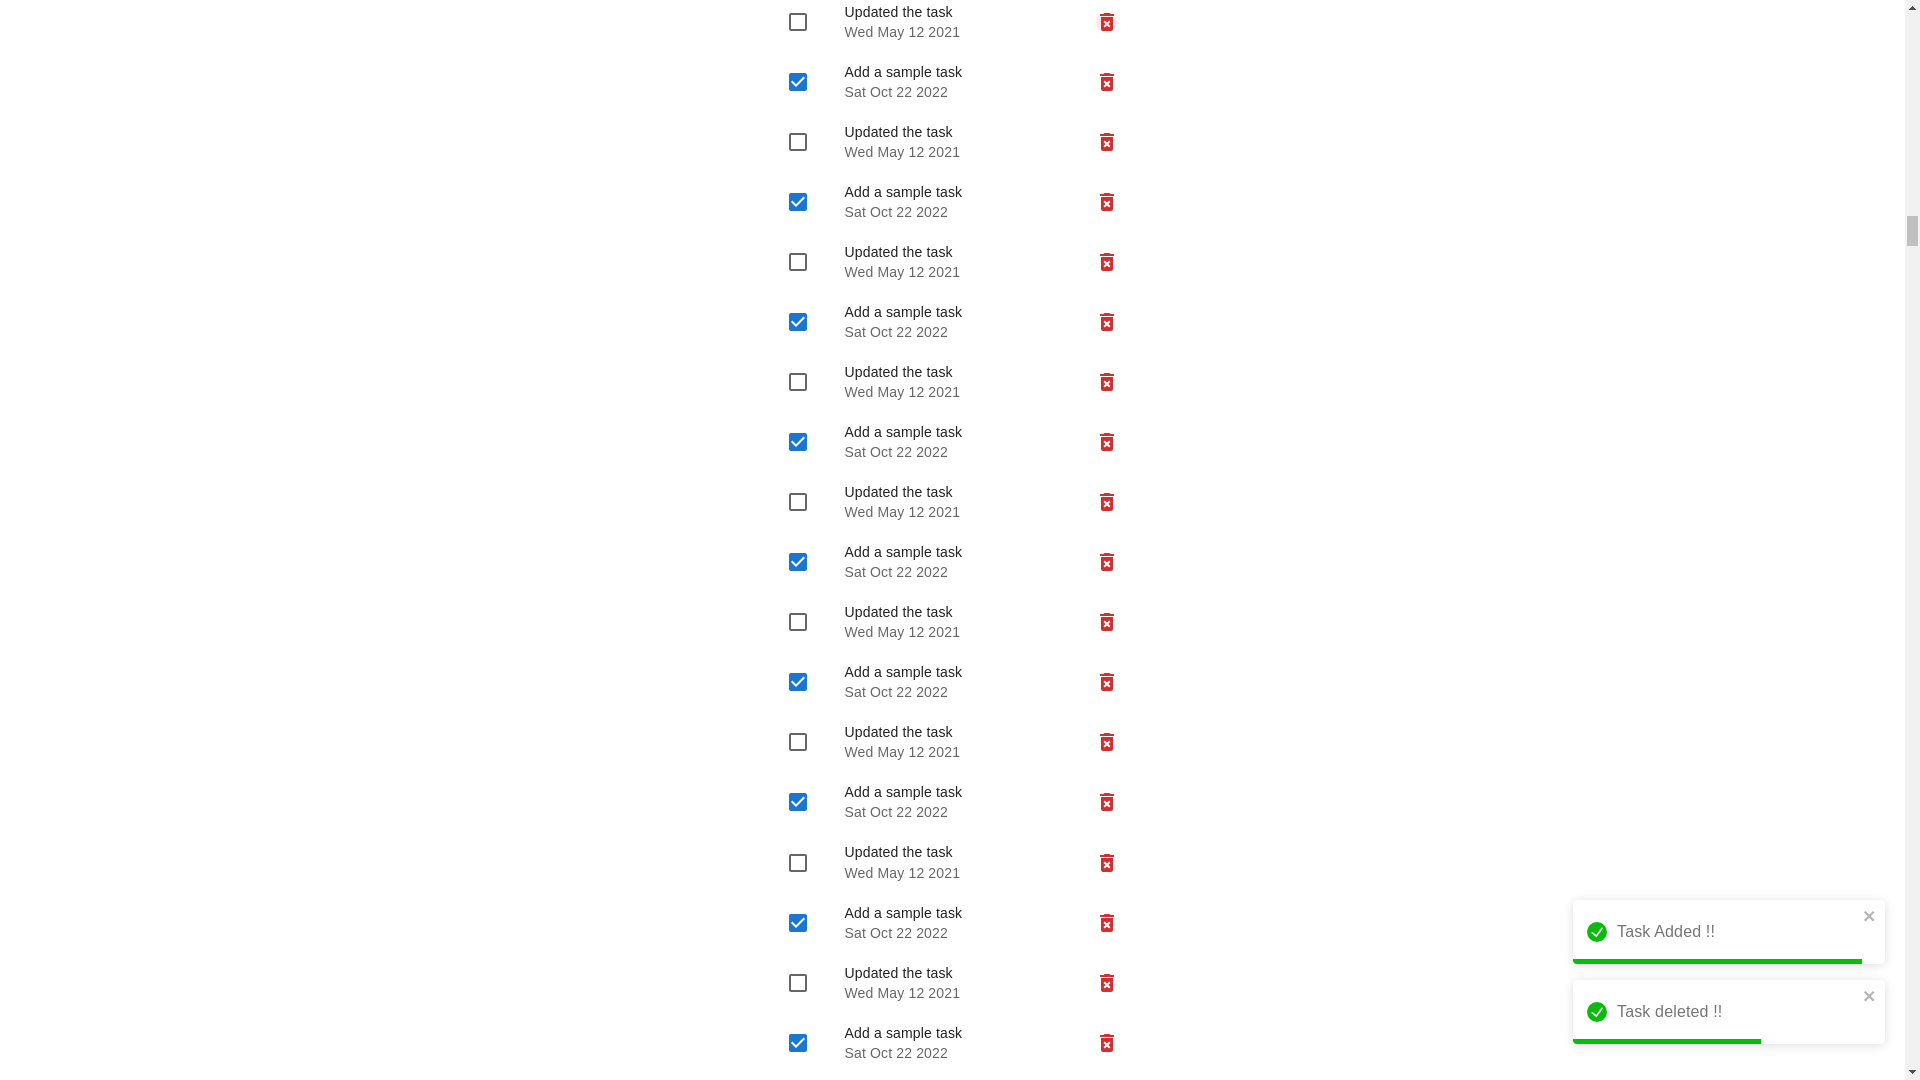 Updated the task
Wed May 12 2021
Add a sample task
Sat Oct 22 2022
Updated the task
Wed May 12 2021
Add a sample task
Sat Oct 22 2022
Updated the task
Wed May 12 2021
Add a sample task
Sat Oct 22 2022
Updated the task
Wed May 12 2021
Add a sample task
Sat Oct 22 2022
Updated the task
Wed May 12 2021
Add a sample task
Sat Oct 22 2022
Updated the task
Wed May 12 2021
Add a sample task
Sat Oct 22 2022
Updated the task
Wed May 12 2021
Add a sample task
Sat Oct 22 2022
Updated the task
Wed May 12 2021
Add a sample task
Sat Oct 22 2022
Updated the task
Wed May 12 2021
Add a sample task
Sat Oct 22 2022
Task Added !!
Task deleted !!